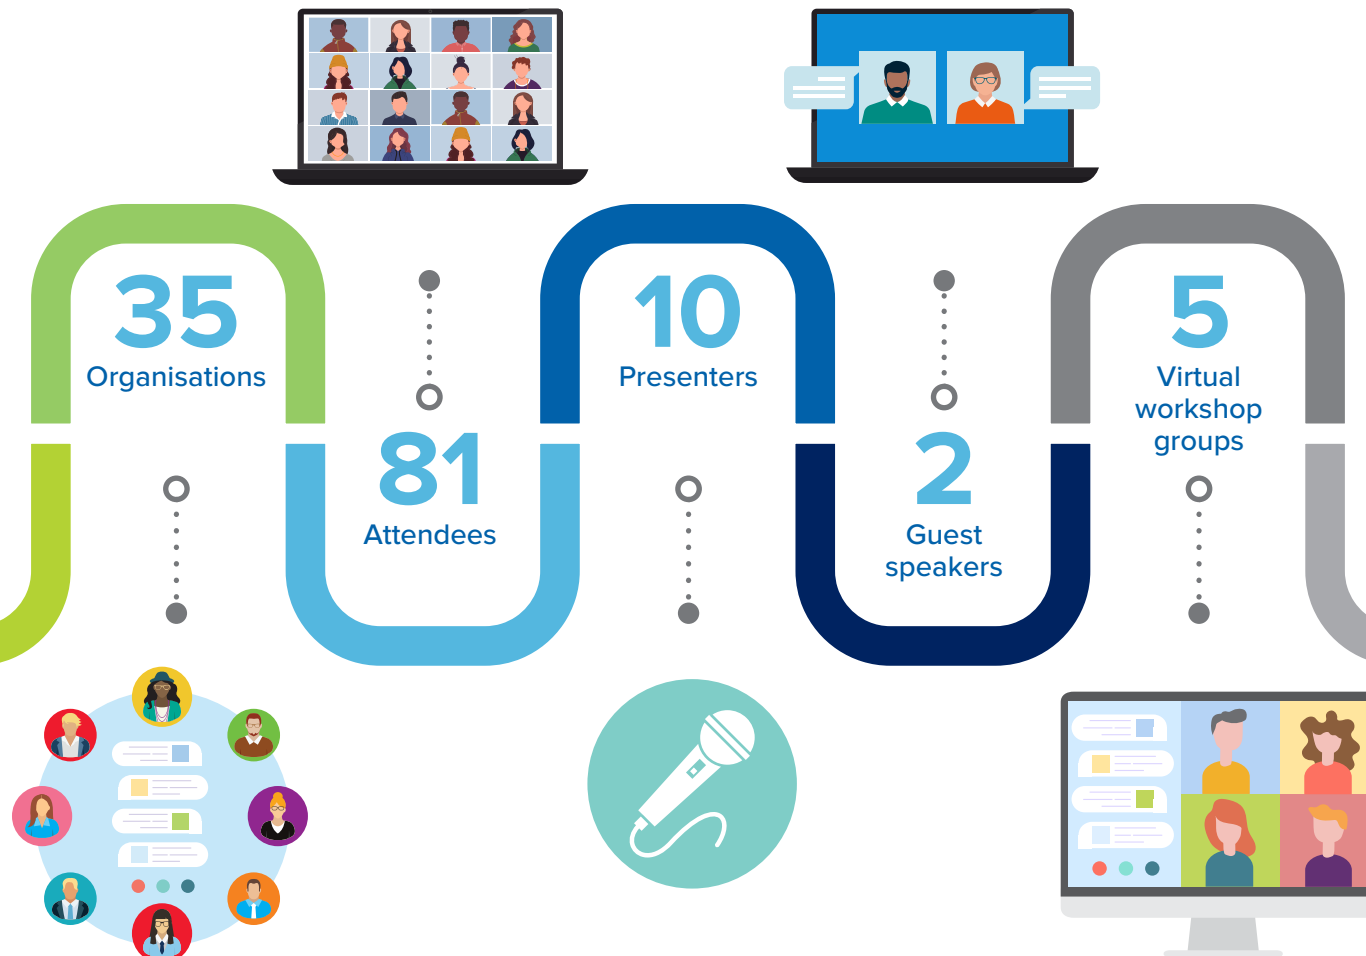 35
Organisations
81
Attendees
10
Presenters
2
Guest
speakers
5
Virtual
workshop
groups